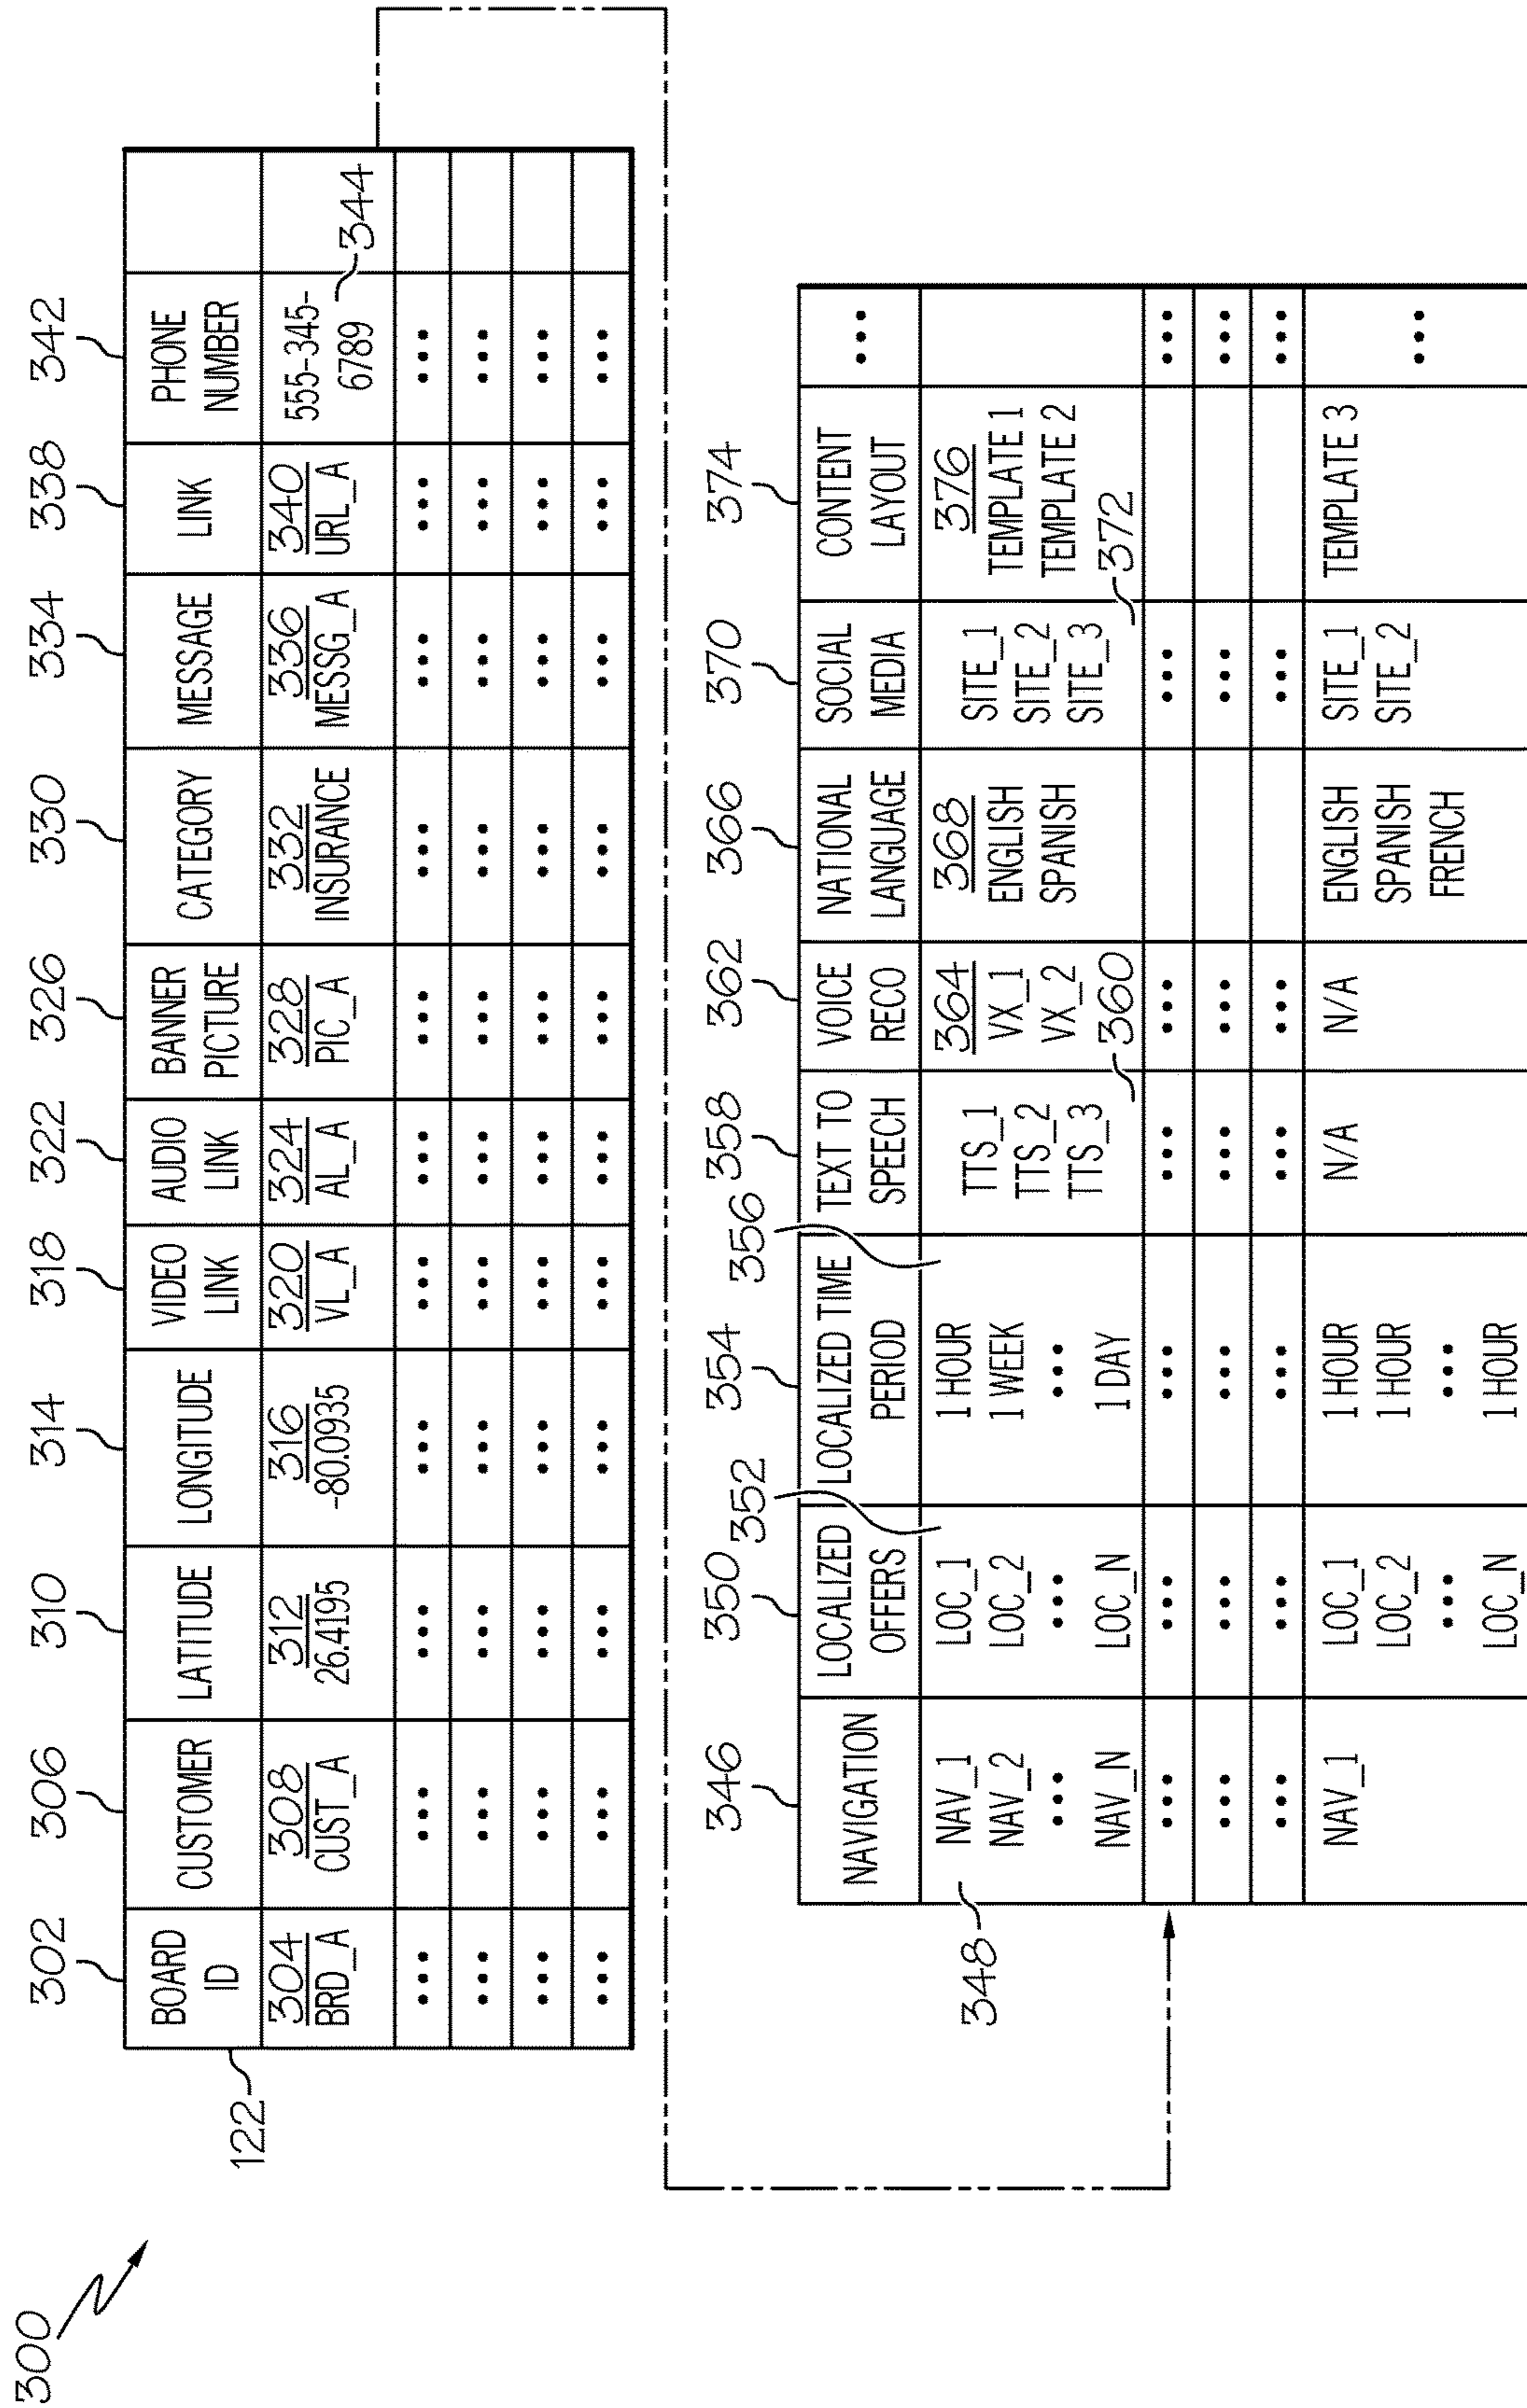 300
302 306 310 314 318 322 326 330 334 338 342
BOARD ID CUSTOMER LATITUDE LONGITUDE VIDEO LINK AUDIO LINK BANNER PICTURE CATEGORY MESSAGE LINK PHONE NUMBER
122
304 308 312 316 320 324 328 332 336 340 555-345-
BRD_A CUST_A 26.4195 -80.0935 VL_A AL_A PIC_A INSURANCE MESSG_A URL_A 6789 344
••• ••• ••• ••• ••• ••• ••• ••• ••• ••• •••
••• ••• ••• ••• ••• ••• ••• ••• ••• ••• •••
••• ••• ••• ••• ••• ••• ••• ••• ••• ••• •••
••• ••• ••• ••• ••• ••• ••• ••• ••• ••• •••
346 350 352 354 356 358 362 366 370 374
NAVIGATION LOCALIZED OFFERS LOCALIZED TIME PERIOD TEXT TO SPEECH VOICE RECO NATIONAL LANGUAGE SOCIAL MEDIA CONTENT LAYOUT •••
348
NAV_1 LOC_1 1 HOUR TTS_1 364 368 SITE_1 376
NAV_2 LOC_2 1 WEEK TTS_2 VX_1 ENGLISH SITE_2 TEMPLATE 1
••• ••• ••• TTS_3 VX_2 SPANISH SITE_3 TEMPLATE 2
NAV_N LOC_N 1 DAY 360 372
••• ••• ••• ••• ••• ••• •••
••• ••• ••• ••• ••• ••• •••
••• ••• ••• ••• ••• ••• •••
NAV_1 LOC_1 1 HOUR N/A N/A ENGLISH SITE_1 TEMPLATE 3
LOC_2 1 HOUR SPANISH SITE_2
••• ••• FRENCH •••
LOC_N 1 HOUR